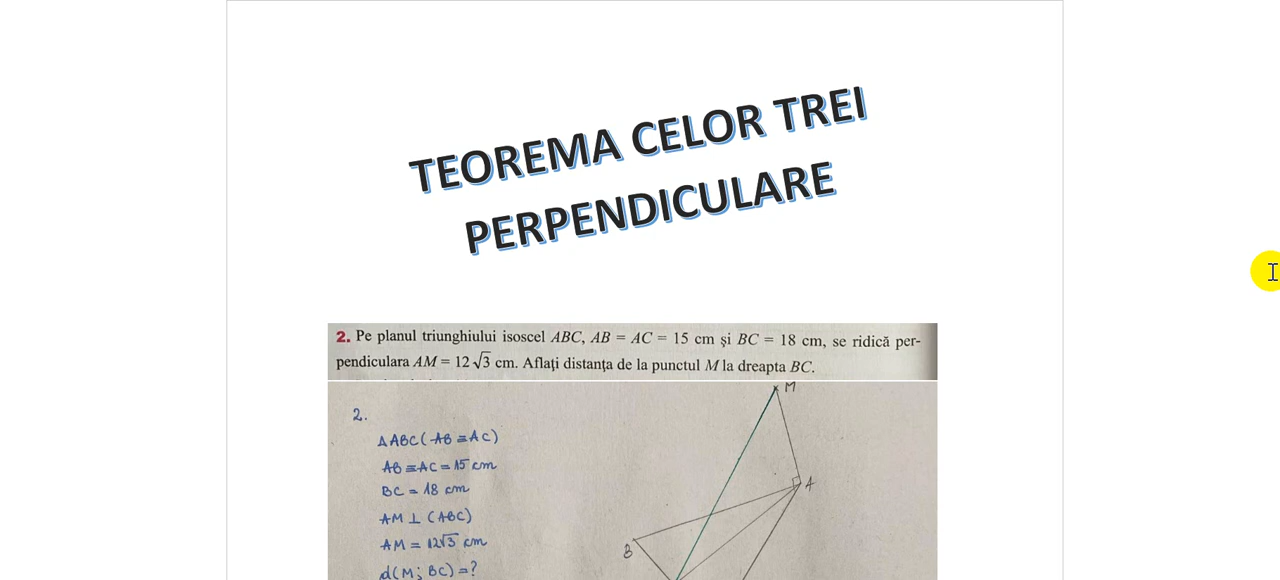 TEOREMA CELOR TREI
PERPENDICULARE
2. Pe planul triunghiului isoscel ABC, AB = AC = 15 cm și BC = 18 cm, se ridică per-
pendiculara AM = 12√3 cm. Aflați distanța de la punctul M la dreapta BC.
2.
M
ΔABC (AB ≡ AC)
AB ≡ AC = 15 cm
A
BC = 18 cm
AM ⊥ (ABC)
AM = 12√3 cm
B
d(M; BC) = ?